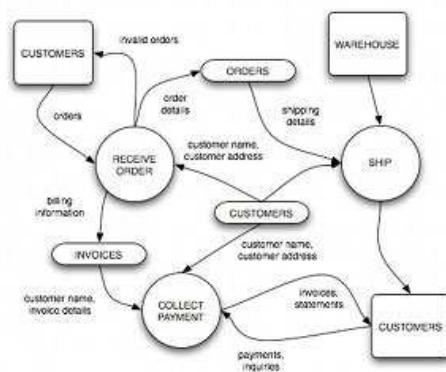 invalid orders
CUSTOMERS
WAREHOUSE
ORDERS
order
details
orders
shipping
details
customer name,
customer address
RECEIVE
ORDER
SHIP
billing
information
CUSTOMERS
INVOICES
customer name,
customer address
customer name,
invoice details
COLLECT
PAYMENT
invoices,
statements
CUSTOMERS
payments,
inquiries